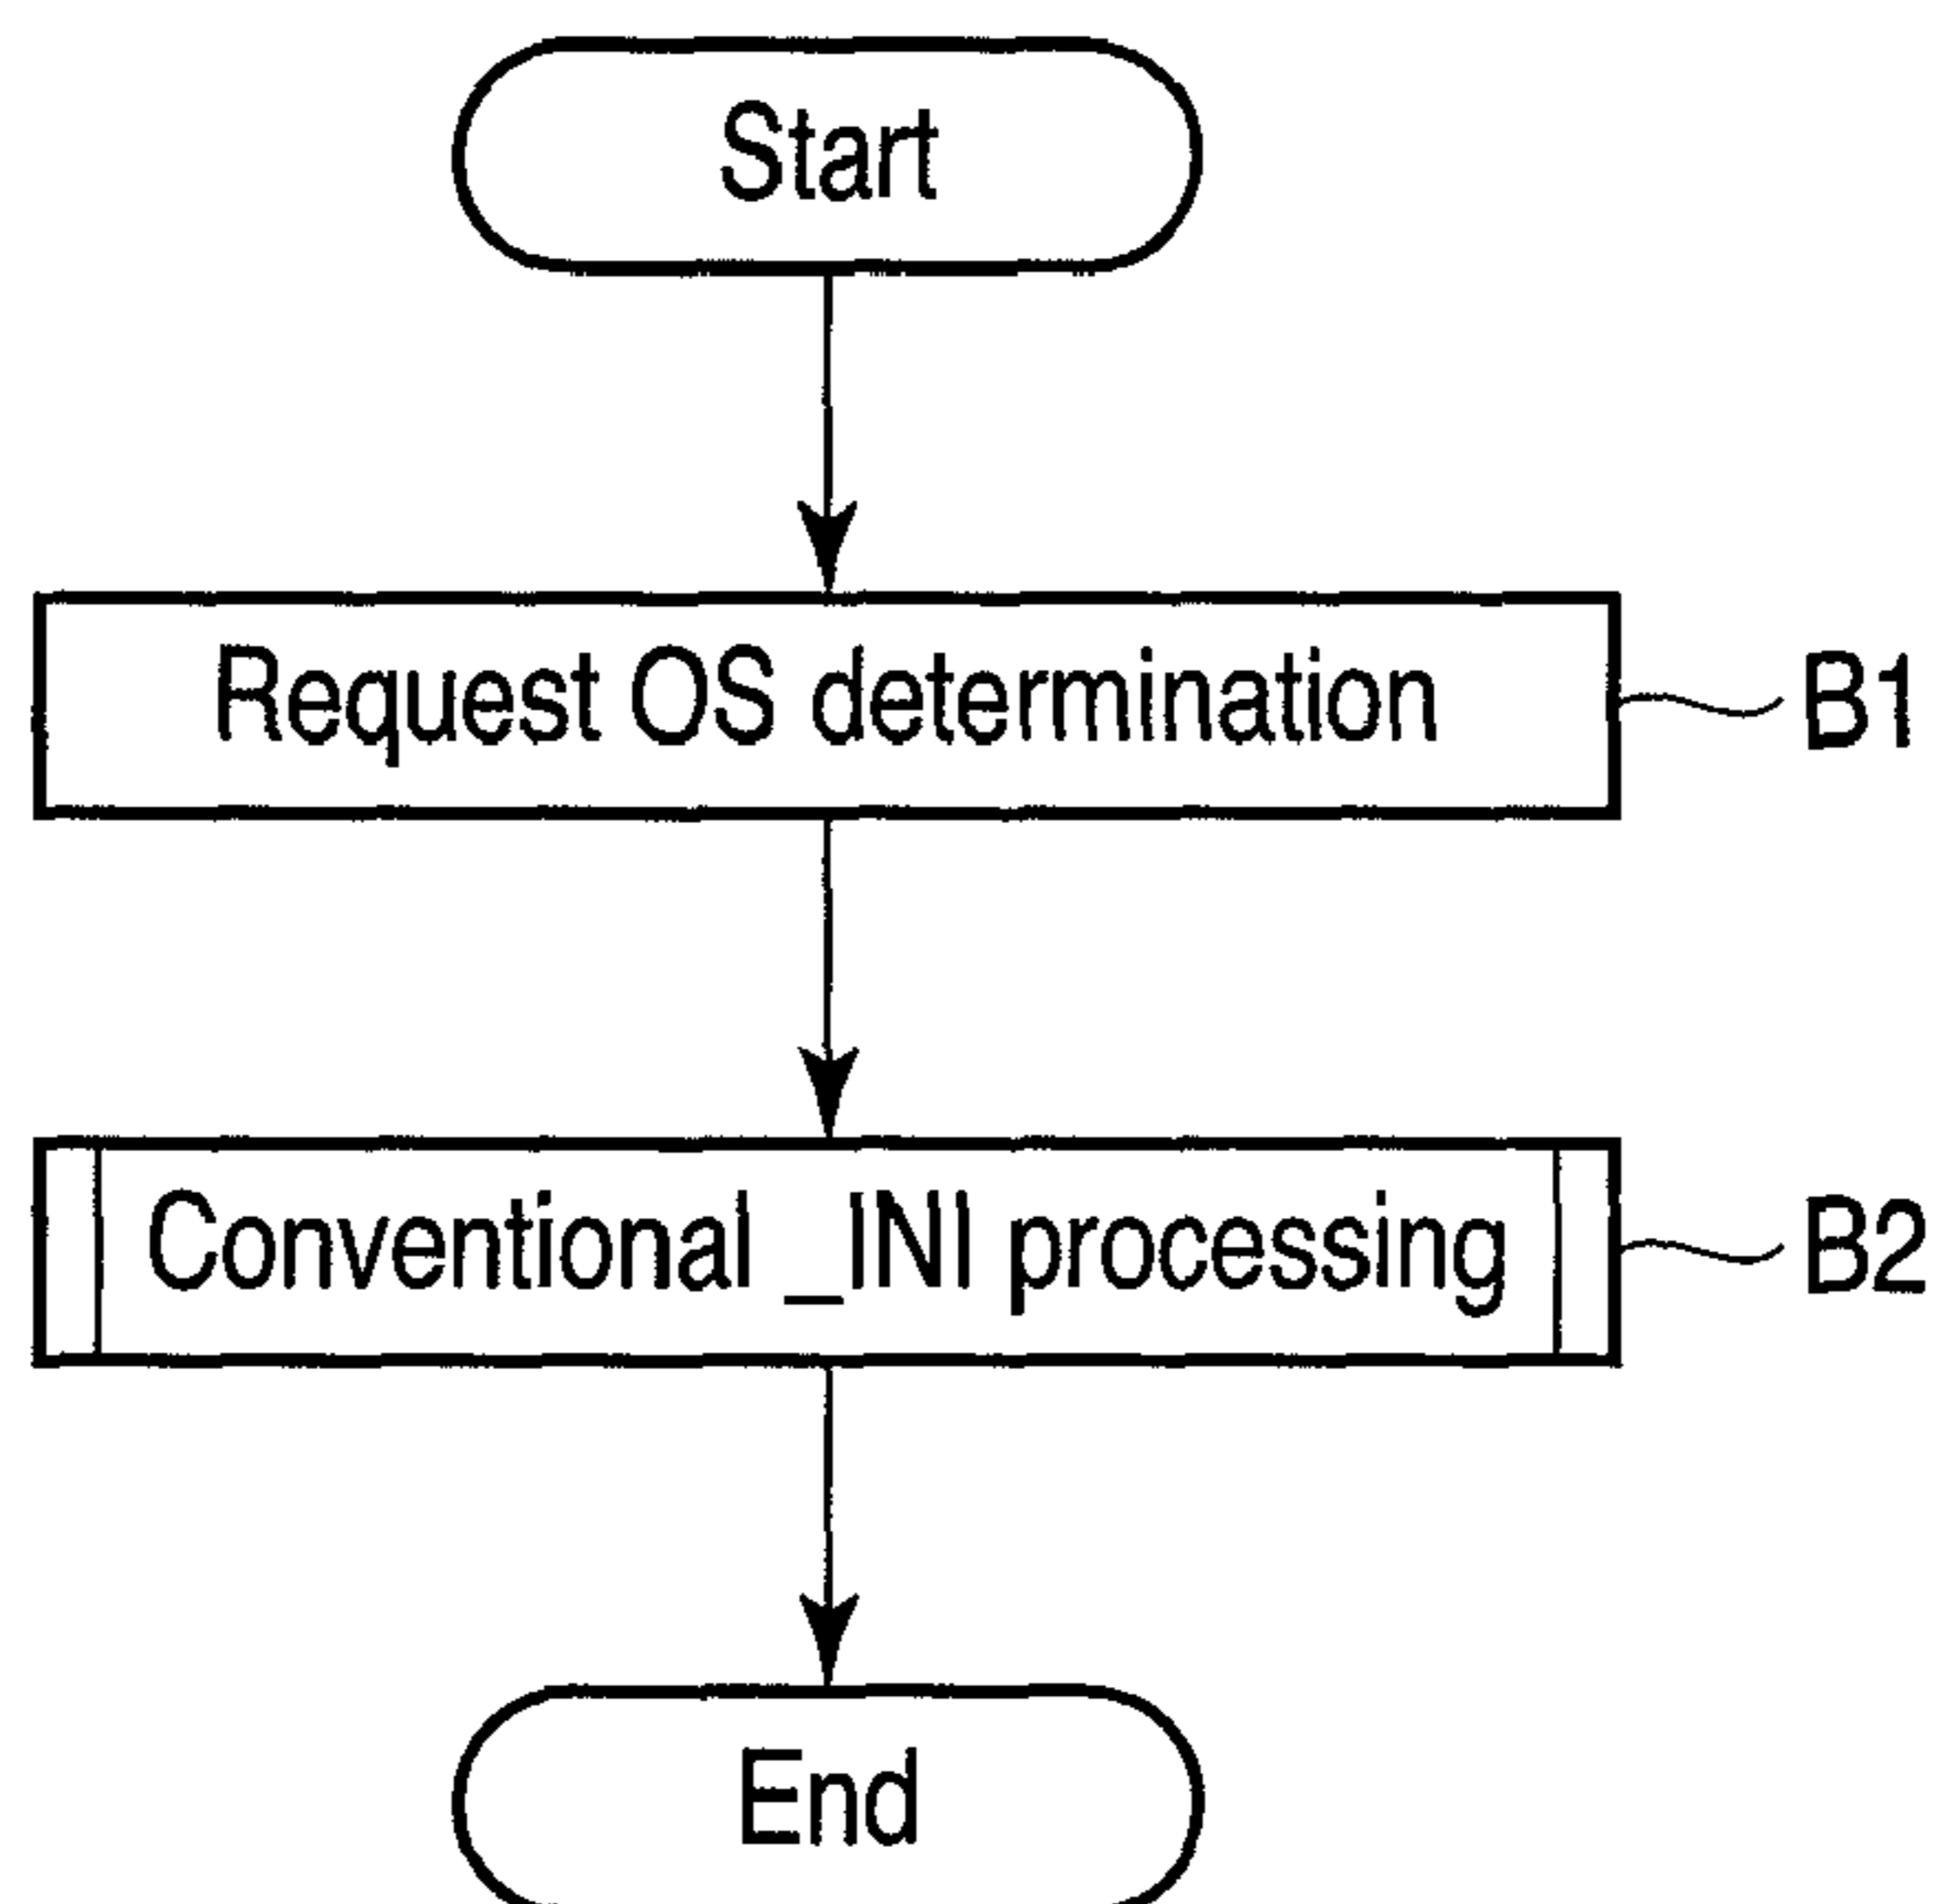 Start
Request OS determination
B1
Conventional _INI processing
B2
End